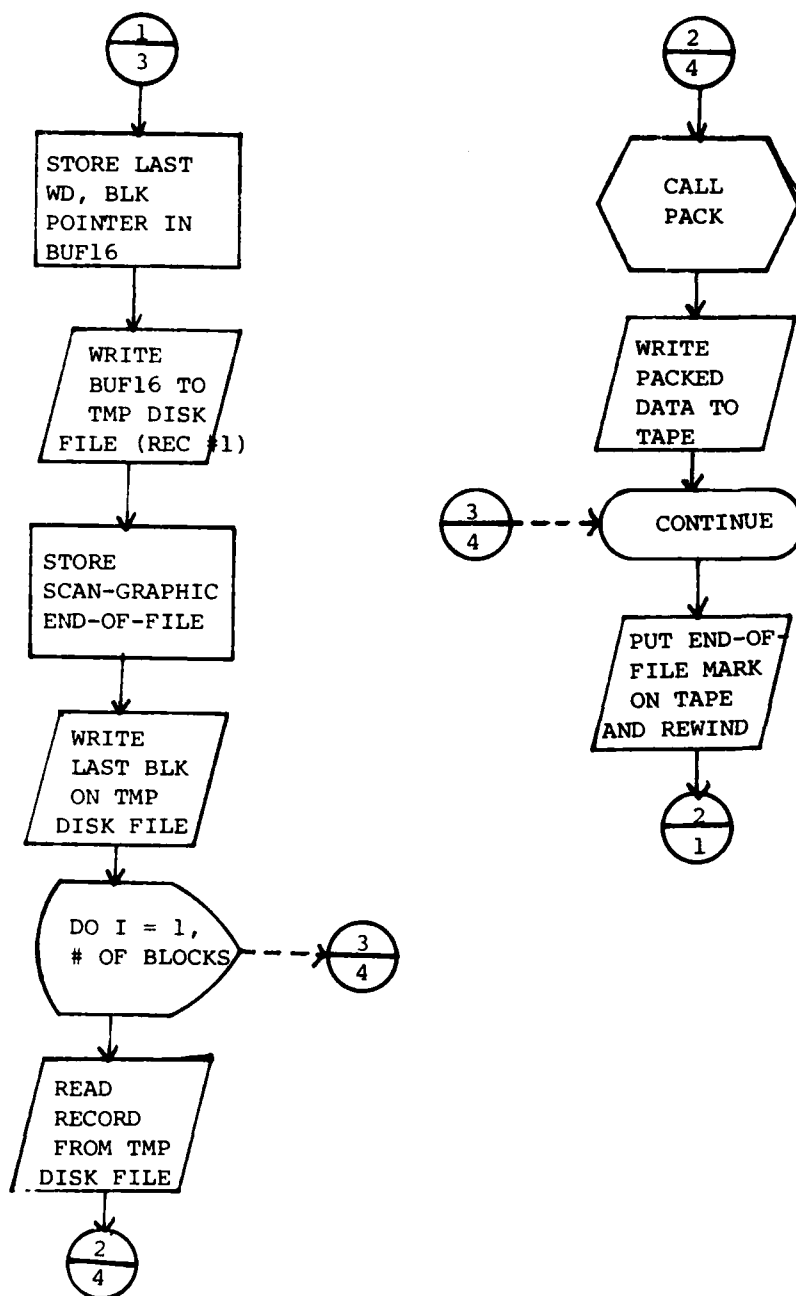 1
3
STORE LAST
WD, BLK
POINTER IN
BUF16
WRITE
BUF16 TO
TMP DISK
FILE (REC #1)
STORE
SCAN-GRAPHIC
END-OF-FILE
WRITE
LAST BLK
ON TMP
DISK FILE
DO I = 1,
# OF BLOCKS
3
4
READ
RECORD
FROM TMP
DISK FILE
2
4
2
4
CALL
PACK
WRITE
PACKED
DATA TO
TAPE
3
4
CONTINUE
PUT END-OF-
FILE MARK
ON TAPE
AND REWIND
2
1